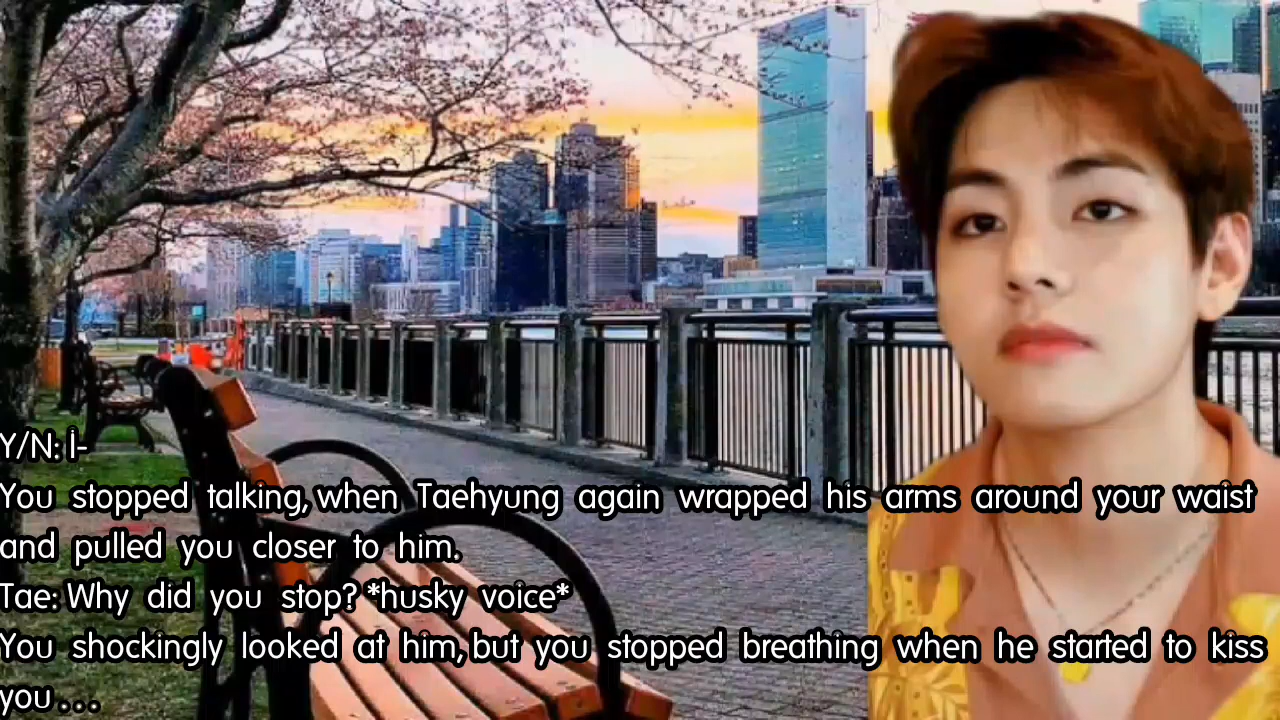 Y/N: İ-
You stopped talking, when Taehyung again wrapped his arms around your waist
and pulled you closer to him.
Tae: Why did you stop? *husky voice*
You shockingly looked at him, but you stopped breathing when he started to kiss
you...